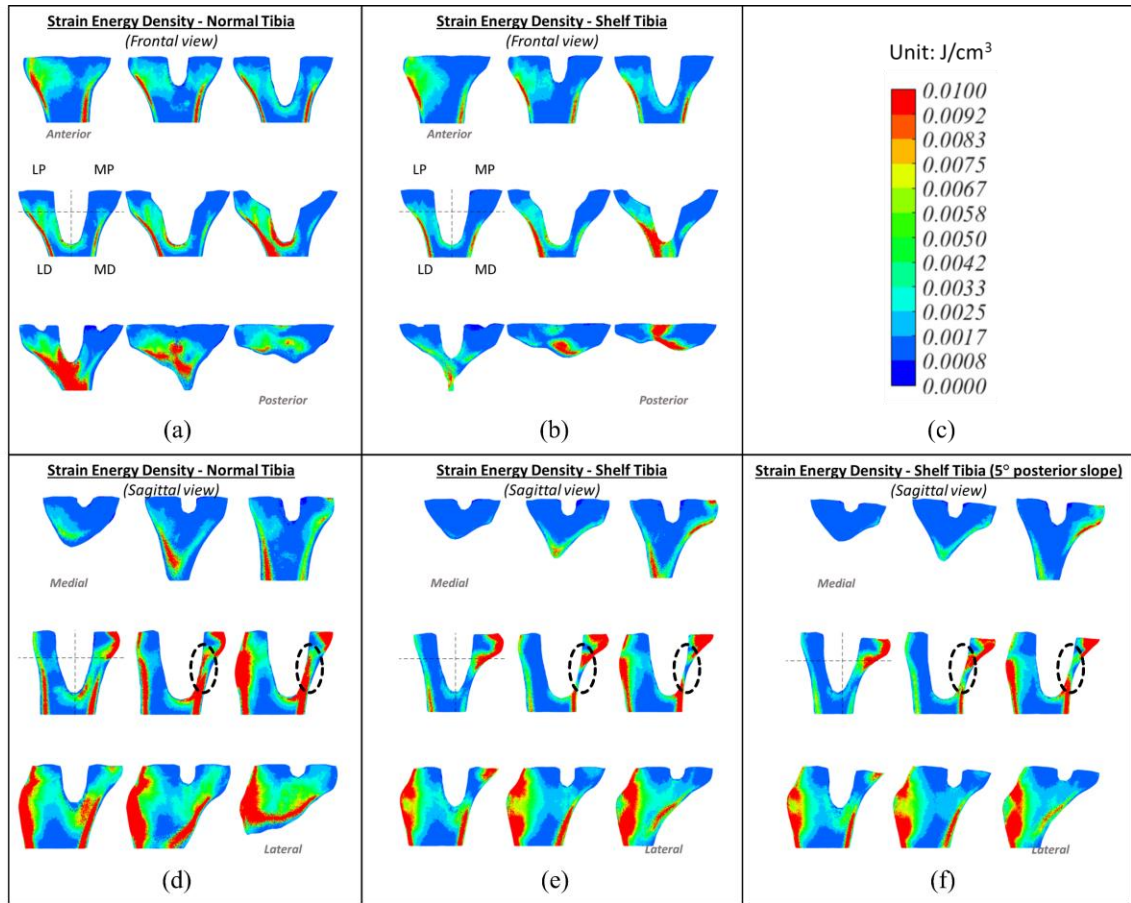 Strain Energy Density - Normal Tibia
(Frontal view)
Anterior
LP MP
LD MD
Posterior
(a)
Strain Energy Density - Shelf Tibia
(Frontal view)
Anterior
LP MP
LD MD
Posterior
(b)
Unit: J/cm³
0.0100
0.0092
0.0083
0.0075
0.0067
0.0058
0.0050
0.0042
0.0033
0.0025
0.0017
0.0008
0.0000
(c)
Strain Energy Density - Normal Tibia
(Sagittal view)
Medial
Lateral
(d)
Strain Energy Density - Shelf Tibia
(Sagittal view)
Medial
Lateral
(e)
Strain Energy Density - Shelf Tibia (5° posterior slope)
(Sagittal view)
Medial
Lateral
(f)